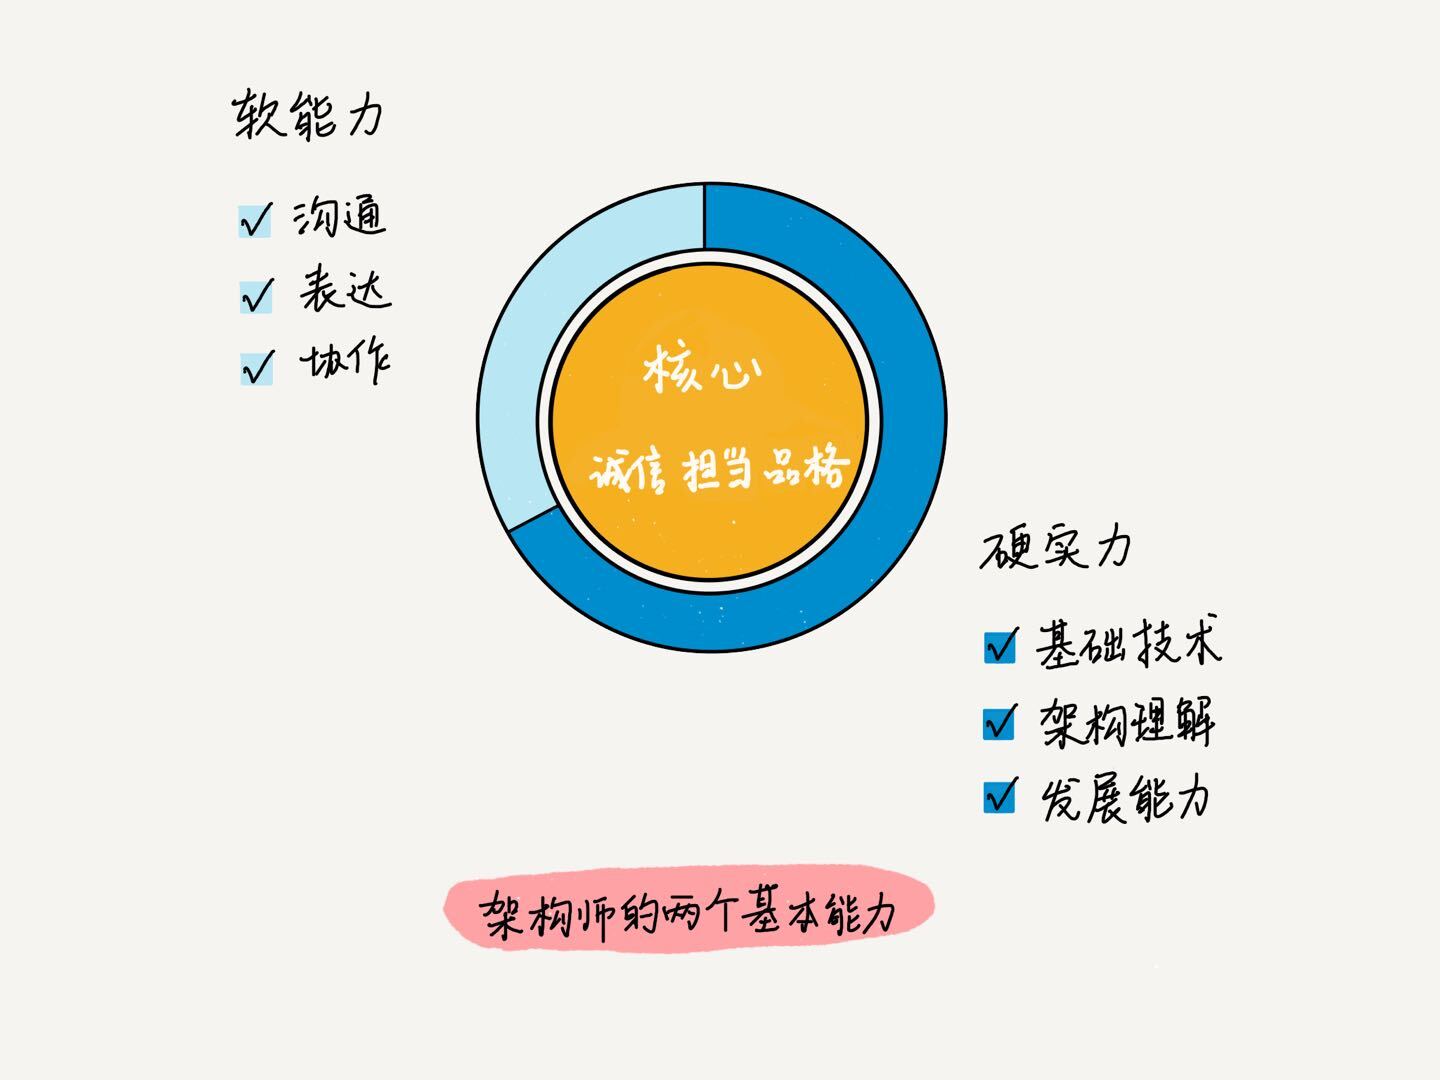 软能力
沟通
表达
协作
核心
诚信 担当 品格
硬实力
基础技术
架构理解
发展能力
架构师的两个基本能力